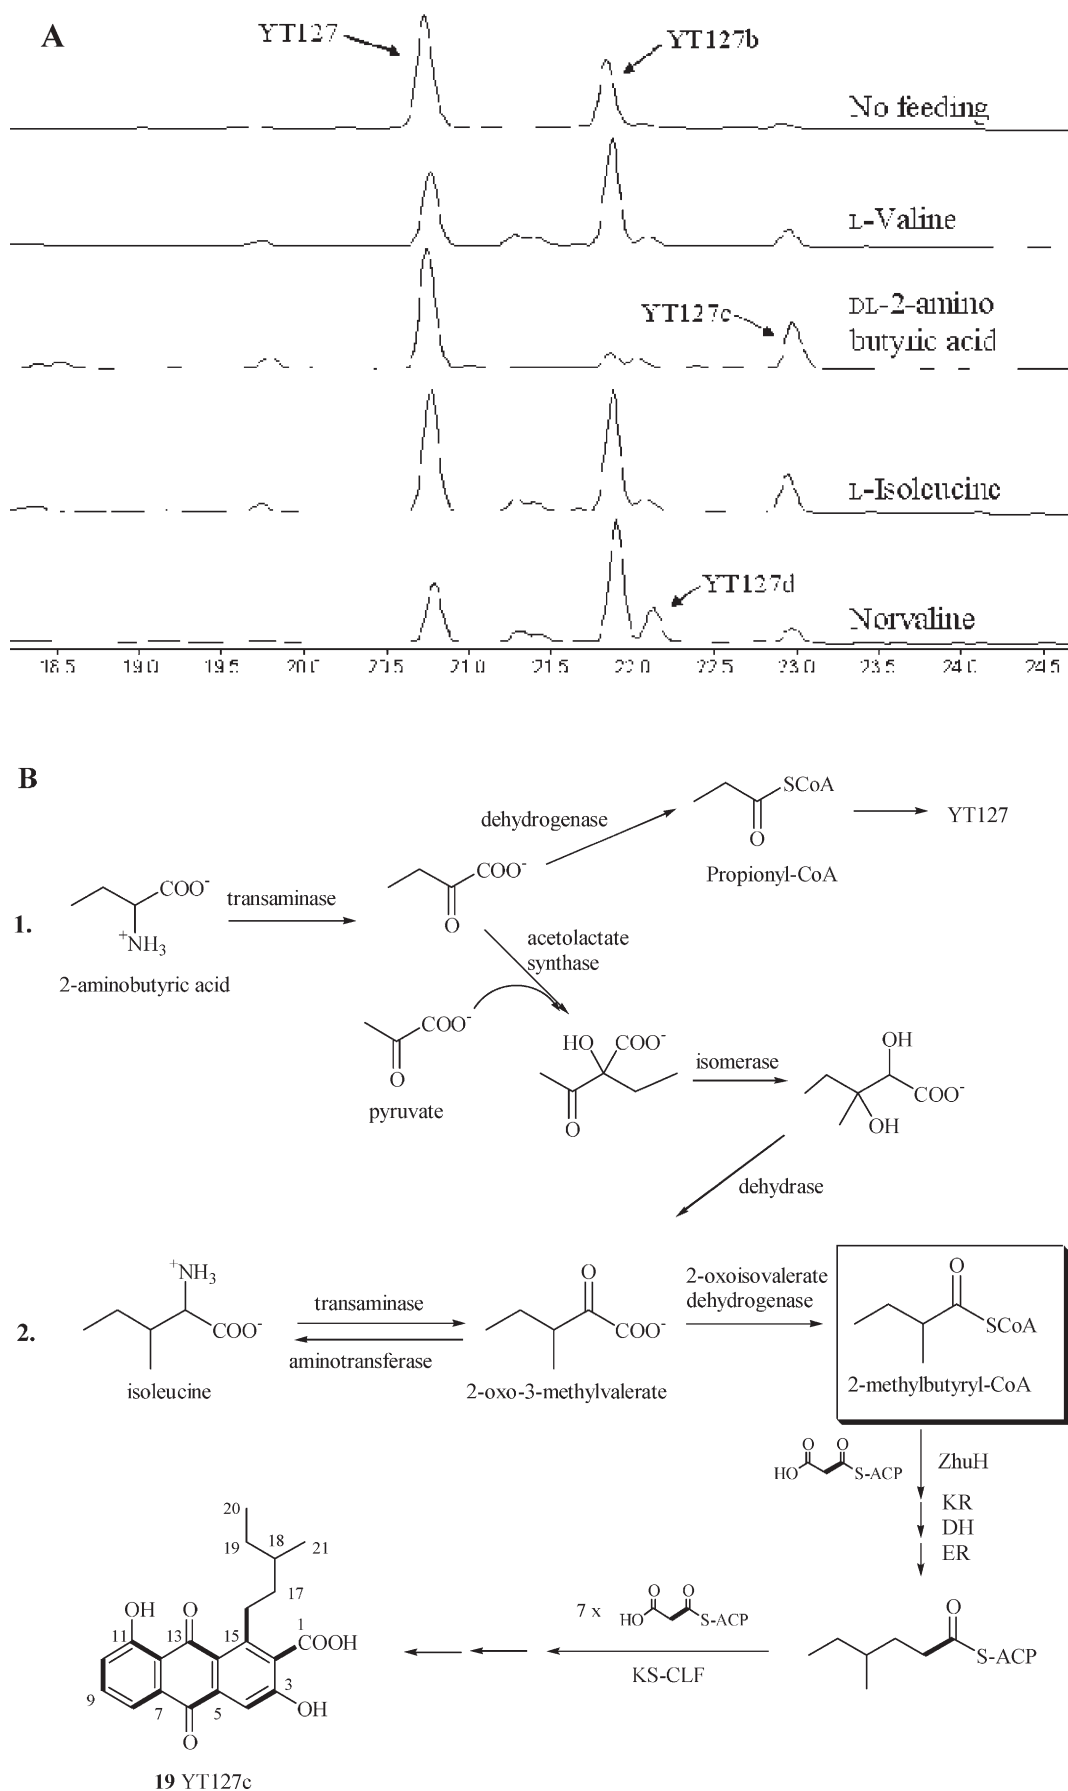 A
YT127
YT127b
No feeding
L-Valine
YT127c
DL-2-amino
butyric acid
L-Isoleucine
YT127d
Norvaline
18.5 19.0 19.5 20.0 20.5 21.0 21.5 22.0 22.5 23.0 23.5 24.0 24.5
B
SCoA
O
Propionyl-CoA
YT127
dehydrogenase
1.
COO-
+NH3
2-aminobutyric acid
transaminase
COO-
O
acetolactate
synthase
COO-
O
pyruvate
HO COO-
O
isomerase
OH
COO-
OH
dehydrase
2.
+NH3
COO-
isoleucine
transaminase
aminotransferase
O
COO-
2-oxo-3-methylvalerate
2-oxoisovalerate
dehydrogenase
O
SCoA
2-methylbutyryl-CoA
O O
HO S-ACP
ZhuH
KR
DH
ER
O
S-ACP
7 x
O O
HO S-ACP
KS-CLF
20
19 18 21
17
OH O 1
11 13 15 COOH
9 7 5 3
OH
O
19 YT127c